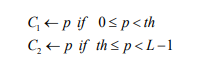 C₁ ← p if 0 ≤ p < th
C₂ ← p if th ≤ p < L−1